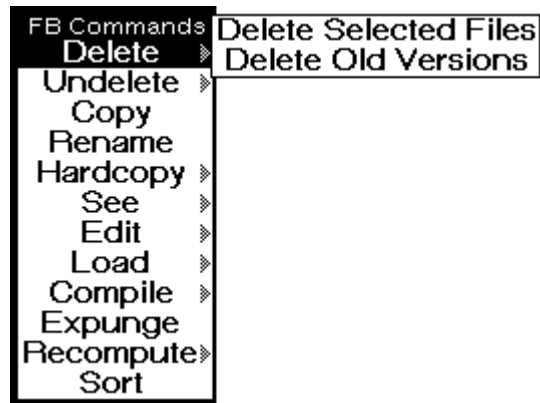 FB Commands
Delete
Delete Selected Files
Delete Old Versions
Undelete
Copy
Rename
Hardcopy
See
Edit
Load
Compile
Expunge
Recompute
Sort